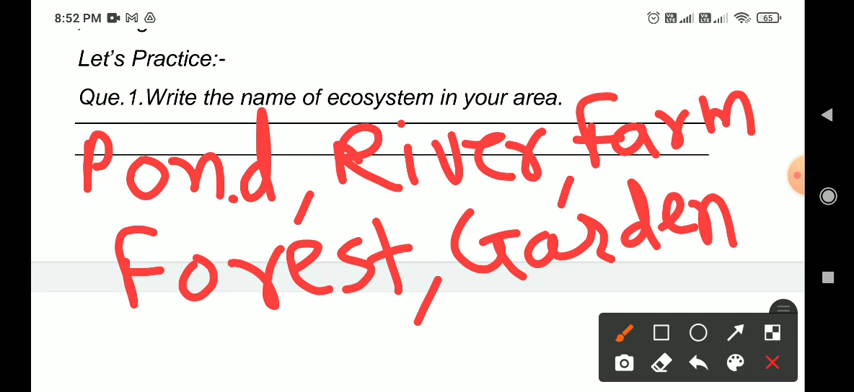 8:52 PM
65
Let's Practice:-
Que.1.Write the name of ecosystem in your area.
Pond, River, Farm
Forest, Garden